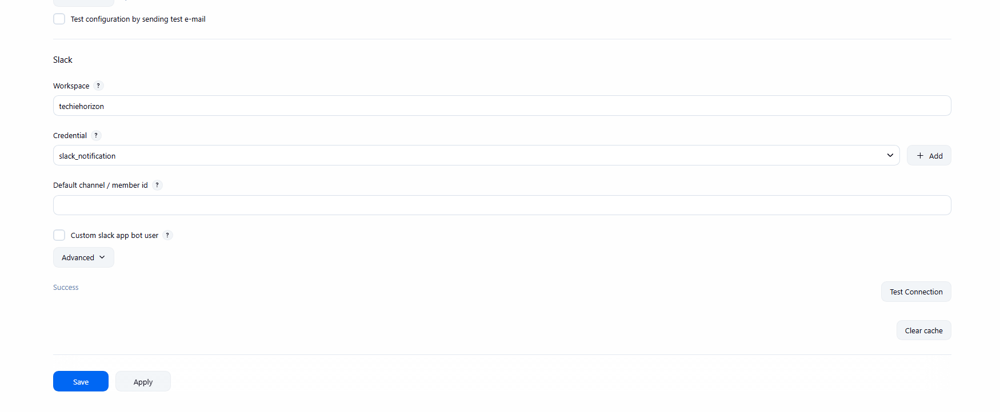 Test configuration by sending test e-mail
Slack
Workspace ?
techiehorizon
Credential ?
slack_notification
+ Add
Default channel / member id ?
Custom slack app bot user ?
Advanced
Success
Test Connection
Clear cache
Save
Apply